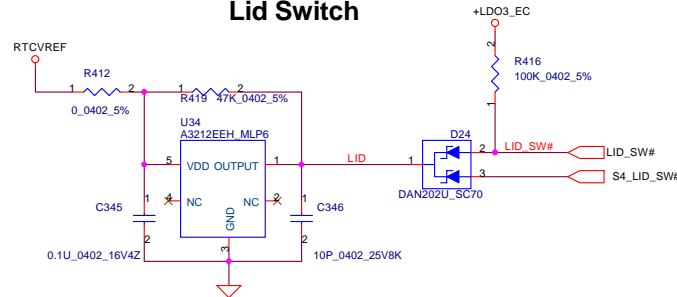 Lid Switch
+LDO3_EC
RTCVREF
R412
1
2
0_0402_5%
1
2
R419
47K_0402_5%
2
R416
100K_0402_5%
1
U34
A3212EEH_MLP6
5
VDD
OUTPUT
1
4
NC
NC
2
GND
3
LID
D24
1
2
3
DAN202U_SC70
LID_SW#
LID_SW#
S4_LID_SW#
C345
1
2
0.1U_0402_16V4Z
C346
1
2
10P_0402_25V8K